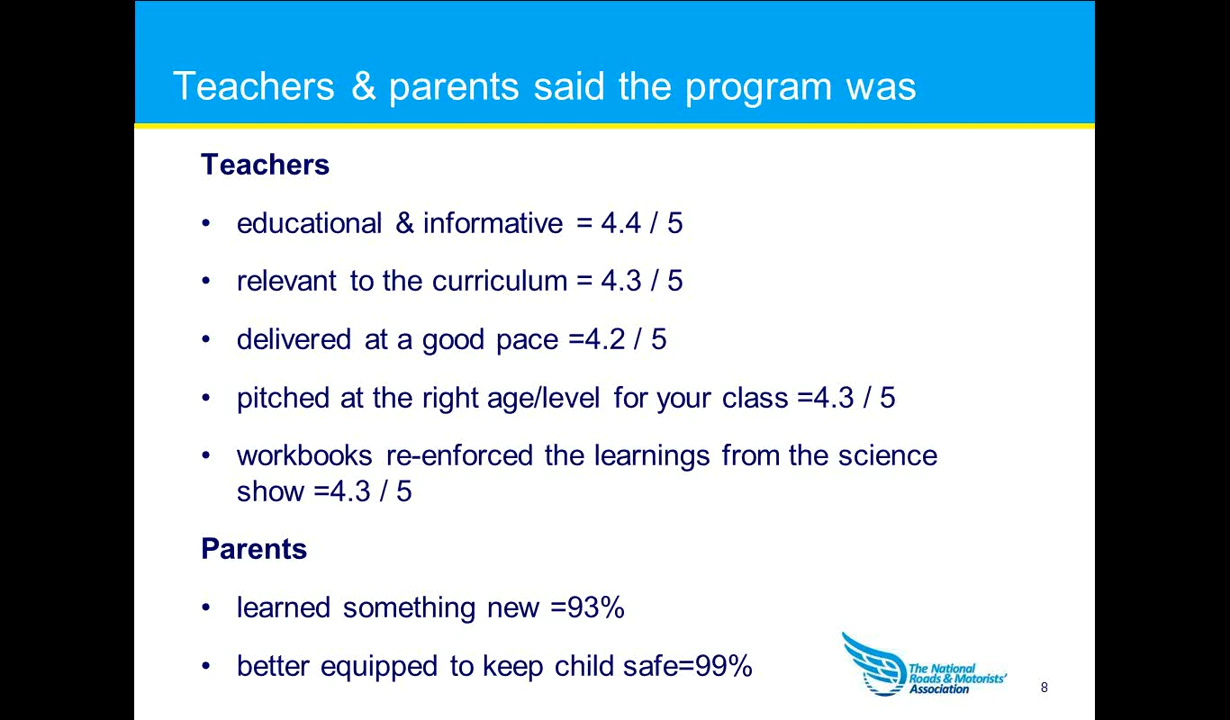 Teachers & parents said the program was
Teachers
• educational & informative = 4.4 / 5
• relevant to the curriculum = 4.3 / 5
• delivered at a good pace =4.2 / 5
• pitched at the right age/level for your class =4.3 / 5
• workbooks re-enforced the learnings from the science
show =4.3 / 5
Parents
• learned something new =93%
• better equipped to keep child safe=99%
The National
Roads & Motorists'
Association
8